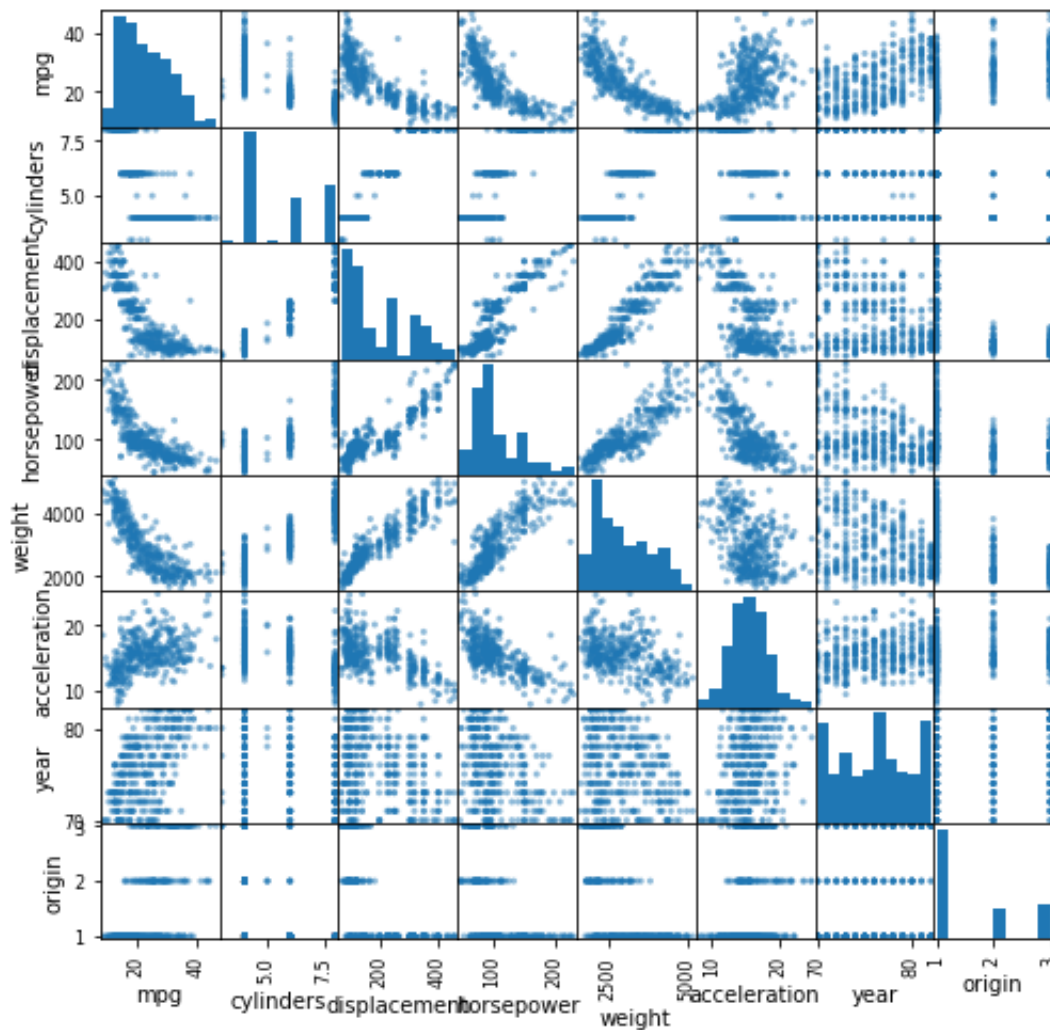 mpg
40
20
cylinders
7.5
5.0
displacement
400
200
horsepower
200
100
weight
4000
2000
acceleration
20
10
year
80
70
origin
3
2
1
20 40 5.0 7.5 200 400 100 200 2500 5000 10 20 70 80 1 2 3
mpg cylinders displacement horsepower weight acceleration year origin